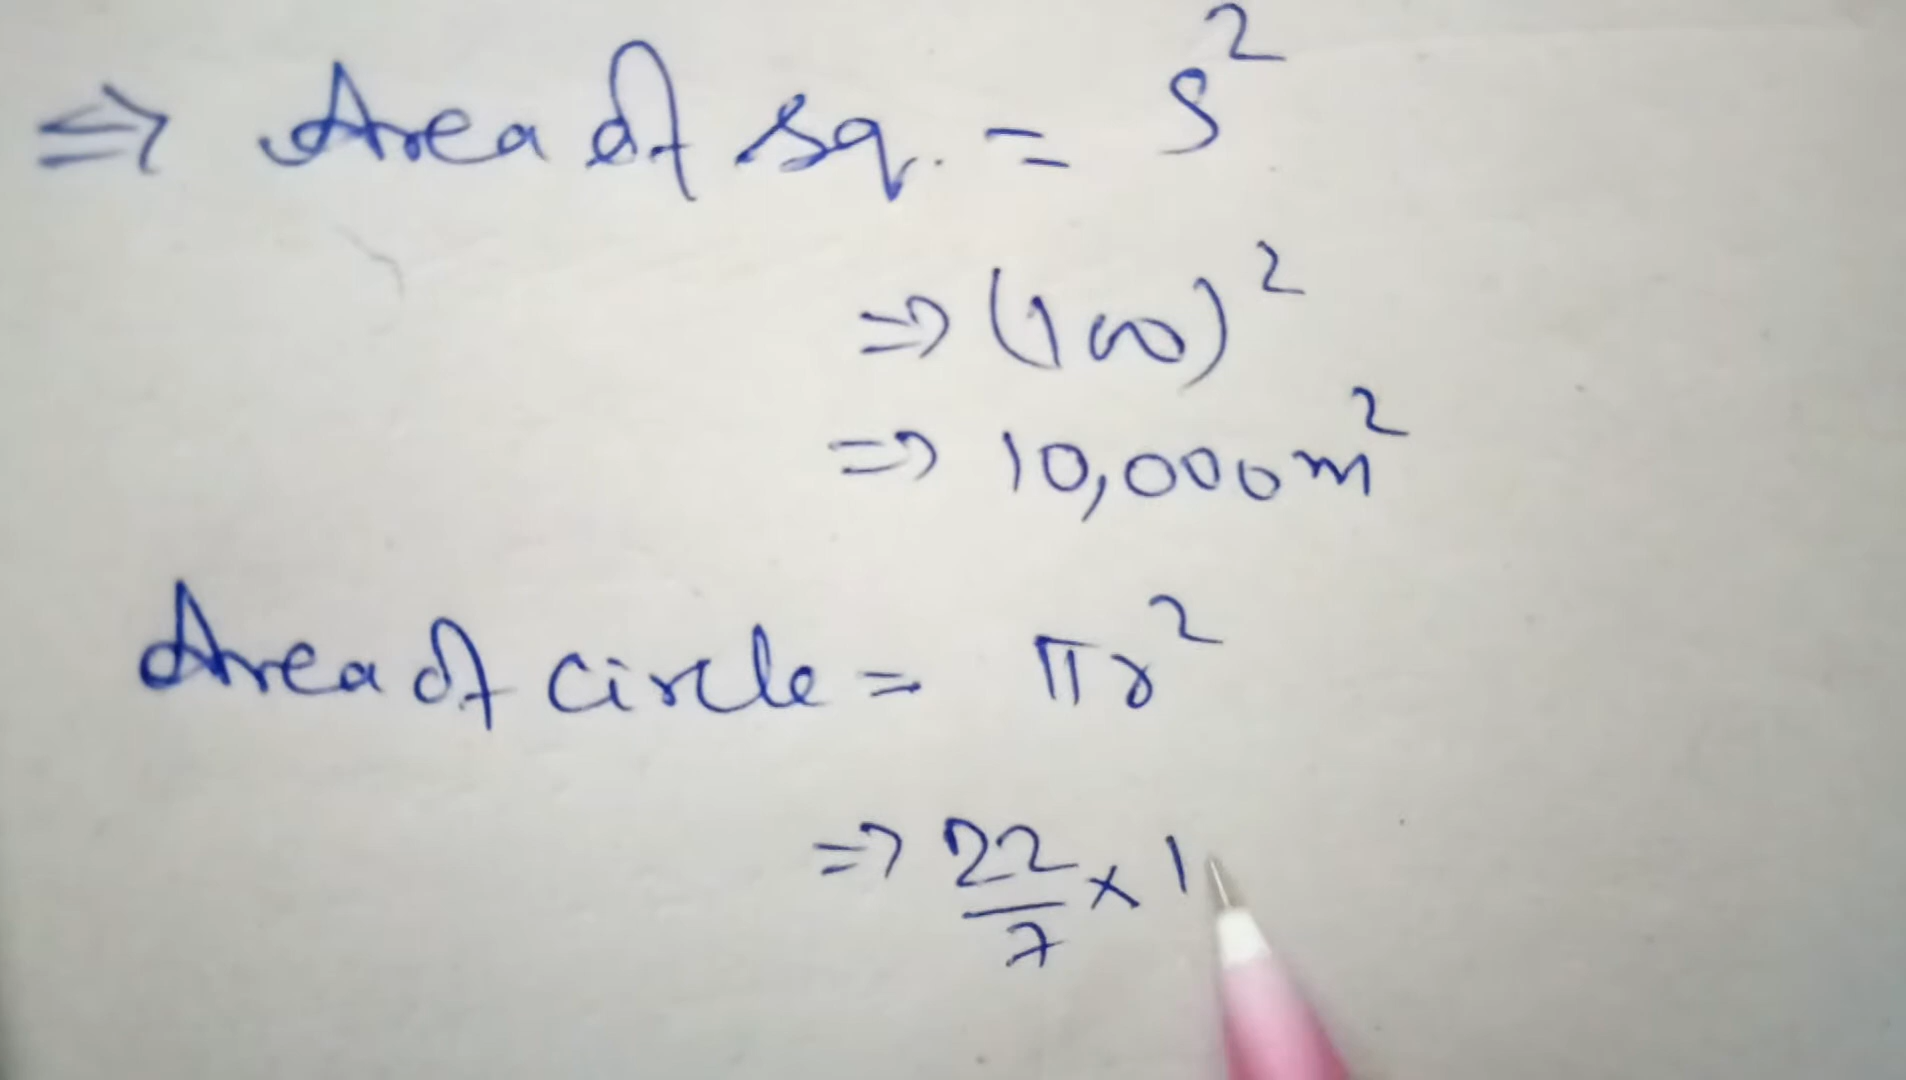 ⇒ Area of sq. = S²
⇒ (100)²
⇒ 10,000 m²
Area of circle = πr²
⇒ 22/7 × 1